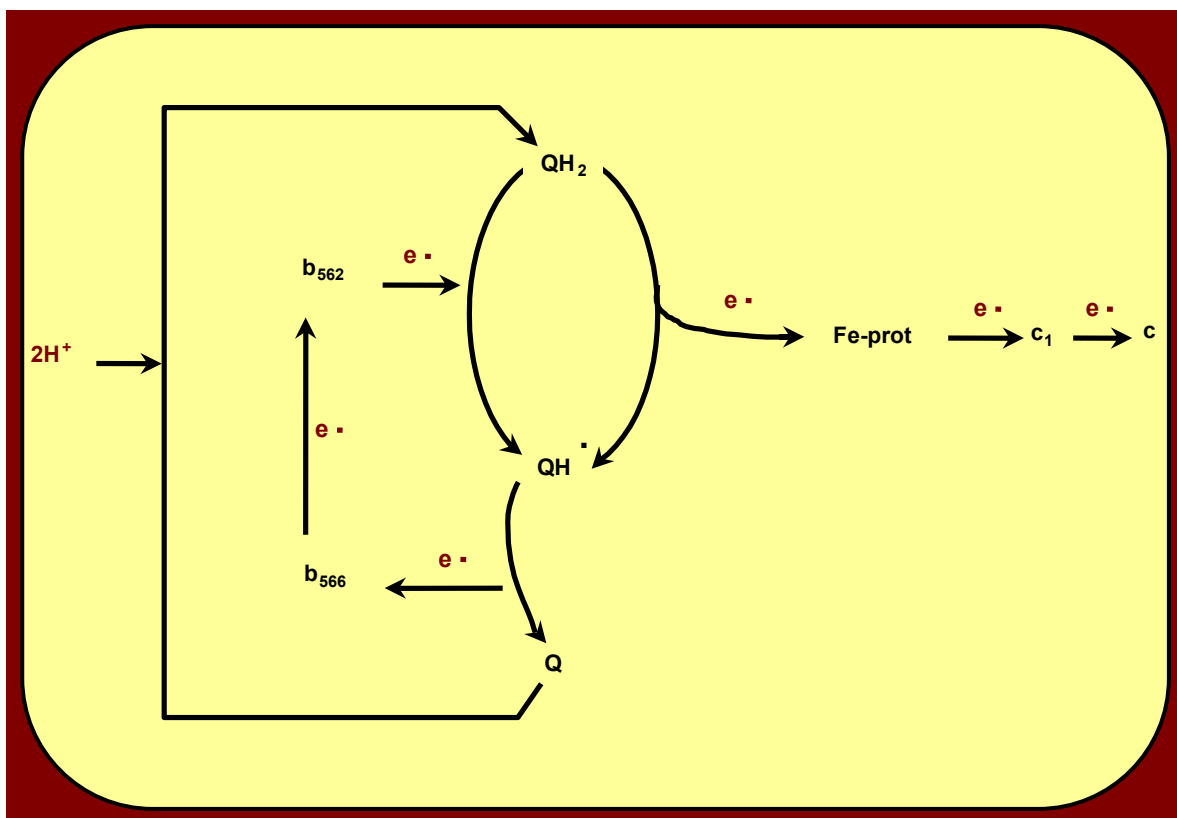 QH₂
b₅₆₂
e ▪
e ▪
e ▪
e ▪
2H⁺
Fe-prot
c₁
c
e ▪
QH ▪
e ▪
b₅₆₆
Q